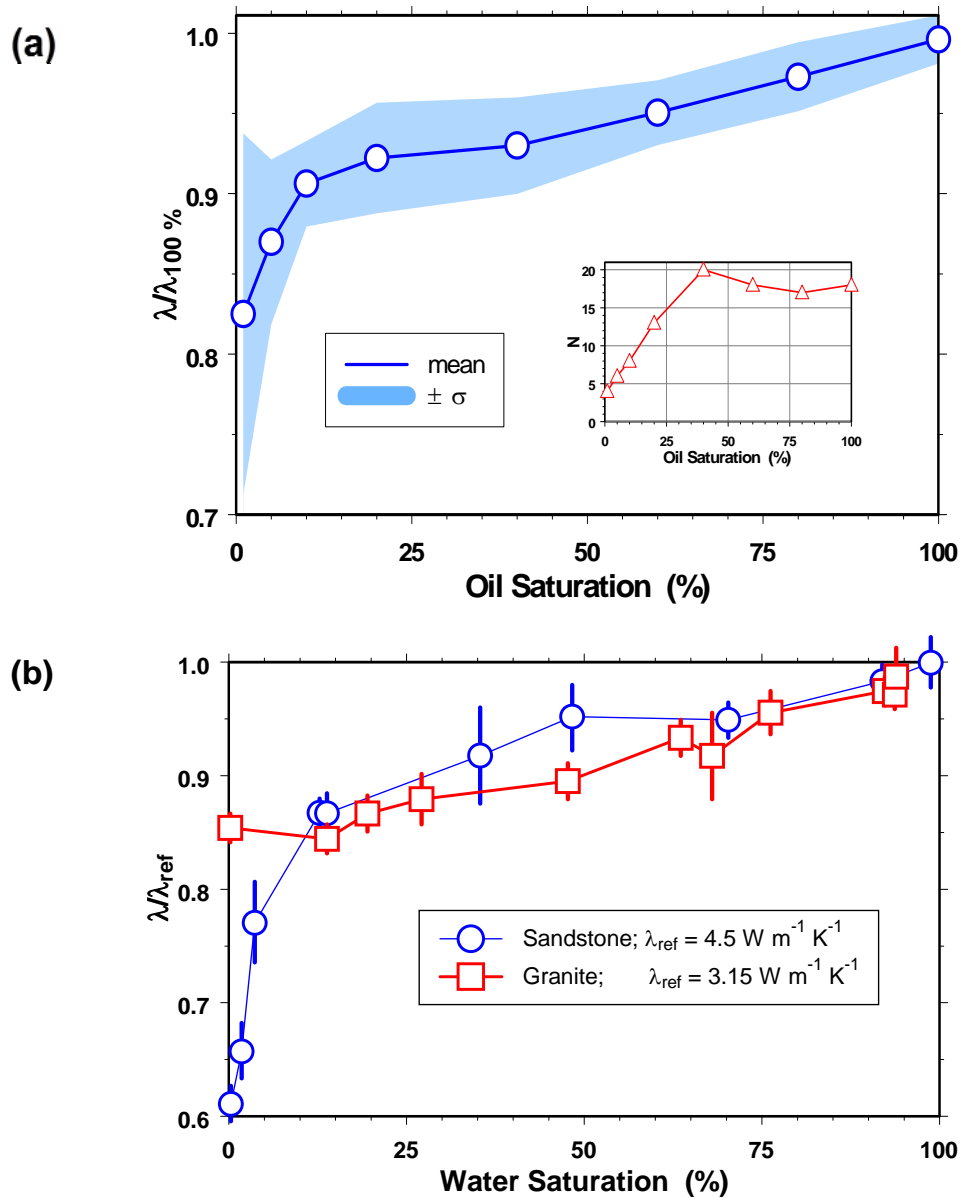 (a)
1.0
0.9
0.8
0.7
λ/λ100 %
mean
± σ
20
15
10
5
0
N
0 25 50 75 100
Oil Saturation (%)
0 25 50 75 100
Oil Saturation (%)
(b)
1.0
0.9
0.8
0.7
0.6
λ/λref
Sandstone; λref = 4.5 W m-1 K-1
Granite; λref = 3.15 W m-1 K-1
0 25 50 75 100
Water Saturation (%)